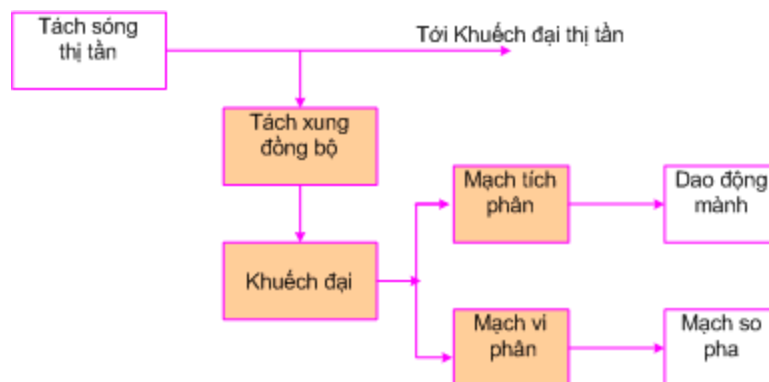 Tách sóng
thị tần
Tới Khuếch đại thị tần
Tách xung
đồng bộ
Mạch tích
phân
Dao động
mành
Khuếch đại
Mạch vi
phân
Mạch so
pha